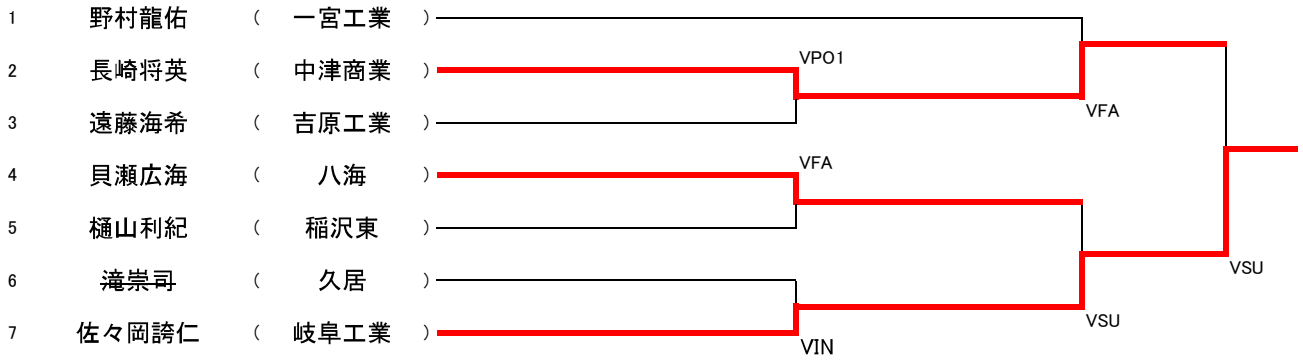 1 野村龍佑 ( 一宮工業 )
2 長崎将英 ( 中津商業 ) VPO1
VFA
3 遠藤海希 ( 吉原工業 )
4 貝瀬広海 ( 八海 ) VFA
5 樋山利紀 ( 稲沢東 )
6 滝崇司 ( 久居 )
VSU
VSU
7 佐々岡誇仁 ( 岐阜工業 )
VIN